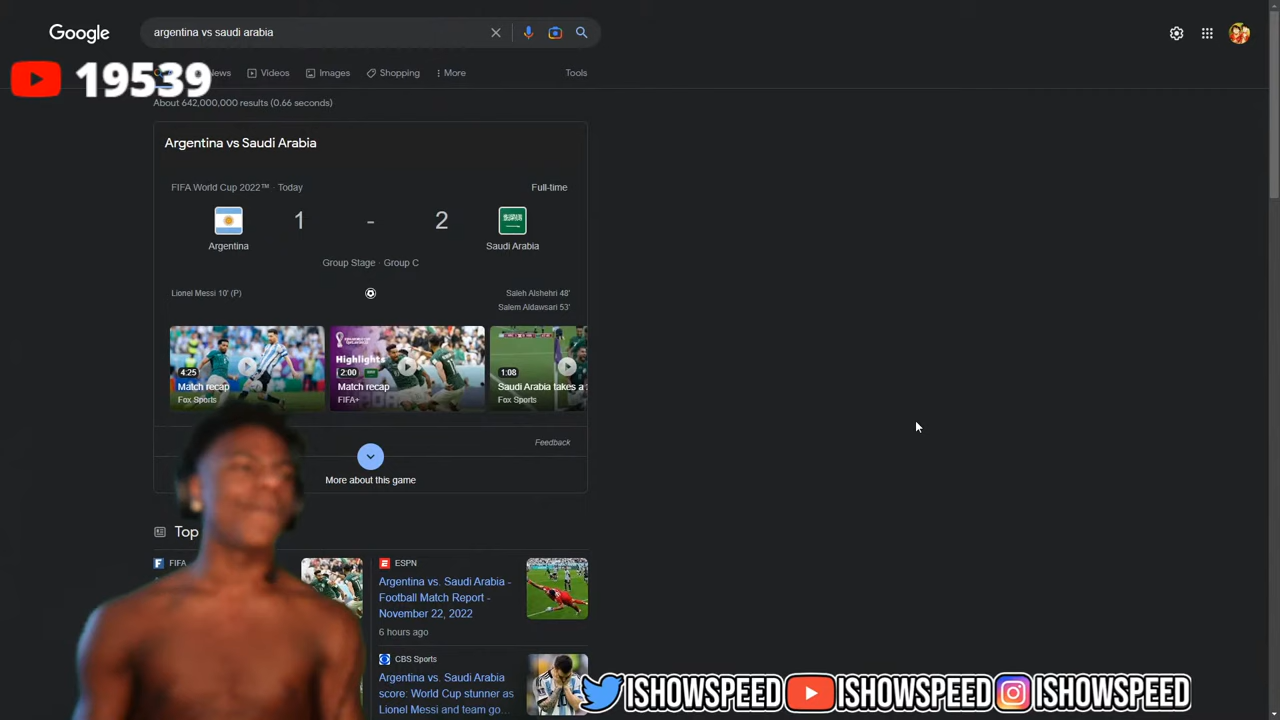 Google
argentina vs saudi arabia
19539
News
Videos
Images
Shopping
More
Tools
About 642,000,000 results (0.66 seconds)
Argentina vs Saudi Arabia
FIFA World Cup 2022™ · Today
Full-time
1 - 2
Argentina
Saudi Arabia
Group Stage · Group C
Lionel Messi 10' (P)
Saleh Alshehri 48'
Salem Aldawsari 53'
4:25
Match recap
Fox Sports
Highlights
2:00
Match recap
FIFA+
1:08
Saudi Arabia takes a
Fox Sports
Feedback
More about this game
Top
FIFA
ESPN
Argentina vs. Saudi Arabia -
Football Match Report -
November 22, 2022
6 hours ago
CBS Sports
Argentina vs. Saudi Arabia
score: World Cup stunner as
Lionel Messi and team go...
ISHOWSPEED
ISHOWSPEED
ISHOWSPEED